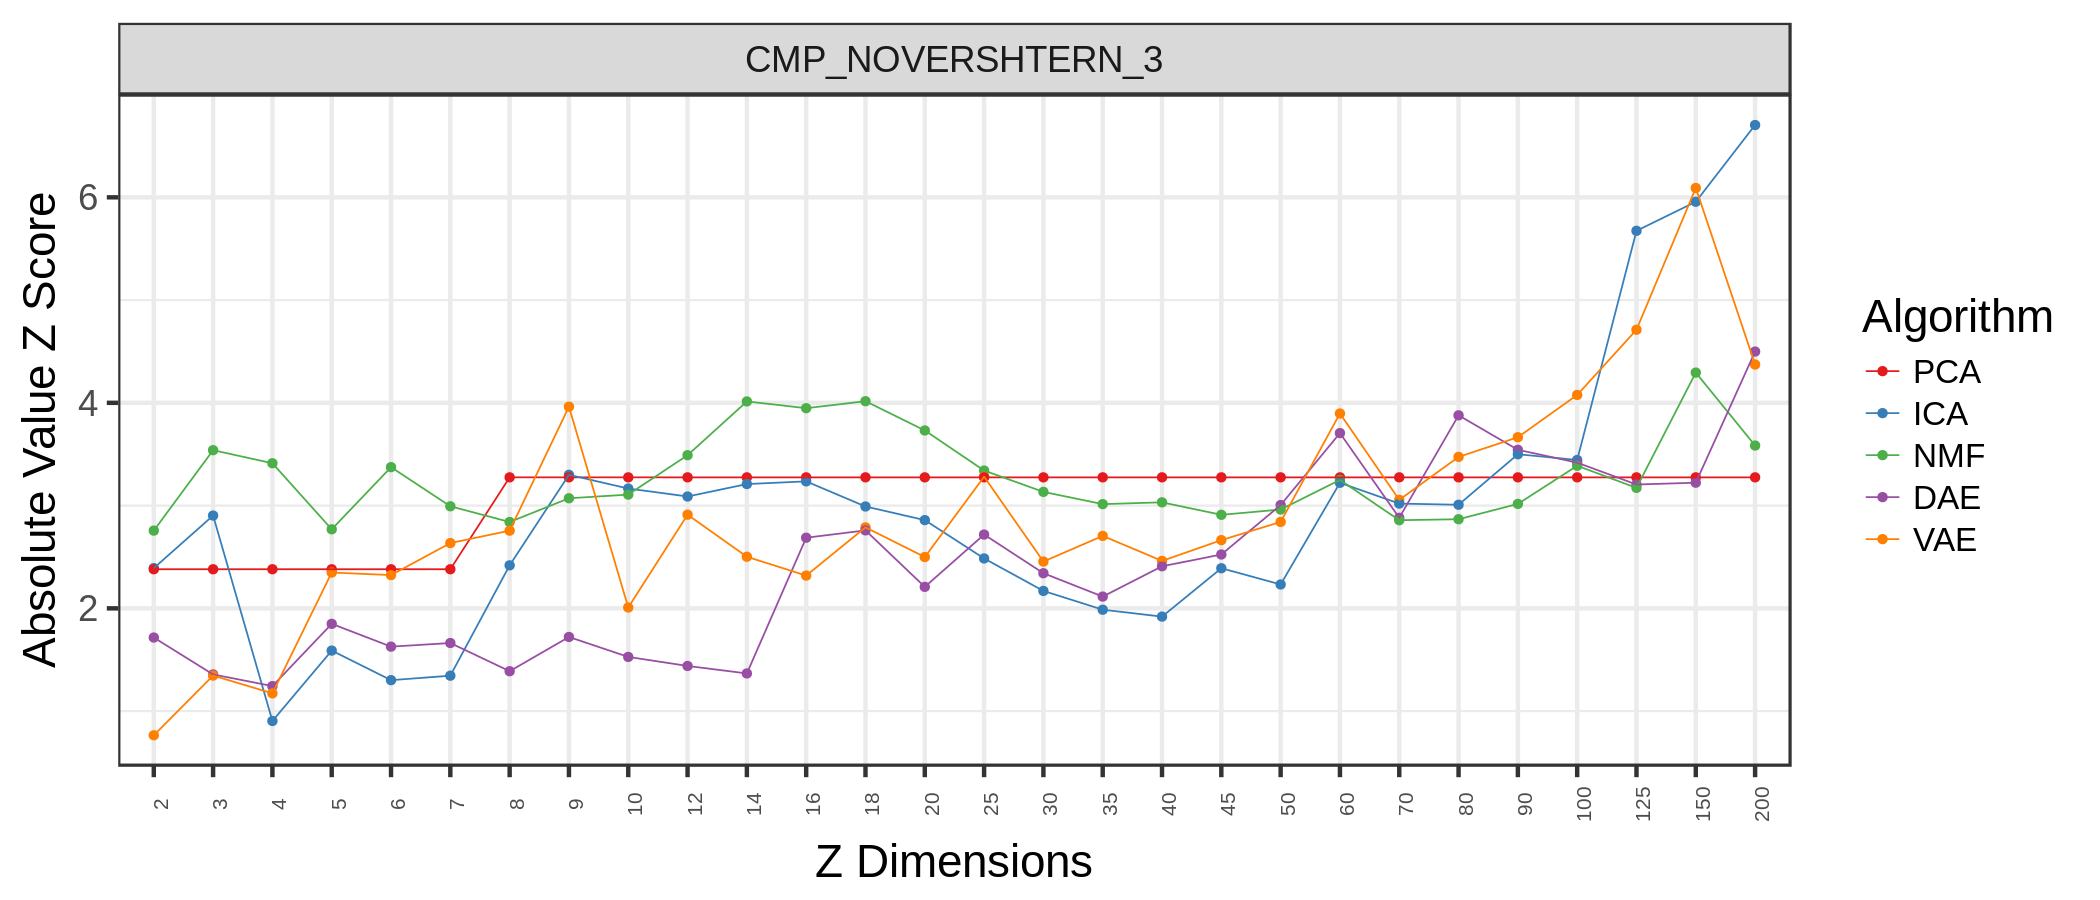 CMP_NOVERSHTERN_3
Absolute Value Z Score
6
4
2
2 3 4 5 6 7 8 9 10 12 14 16 18 20 25 30 35 40 45 50 60 70 80 90 100 125 150 200
Z Dimensions
Algorithm
PCA
ICA
NMF
DAE
VAE